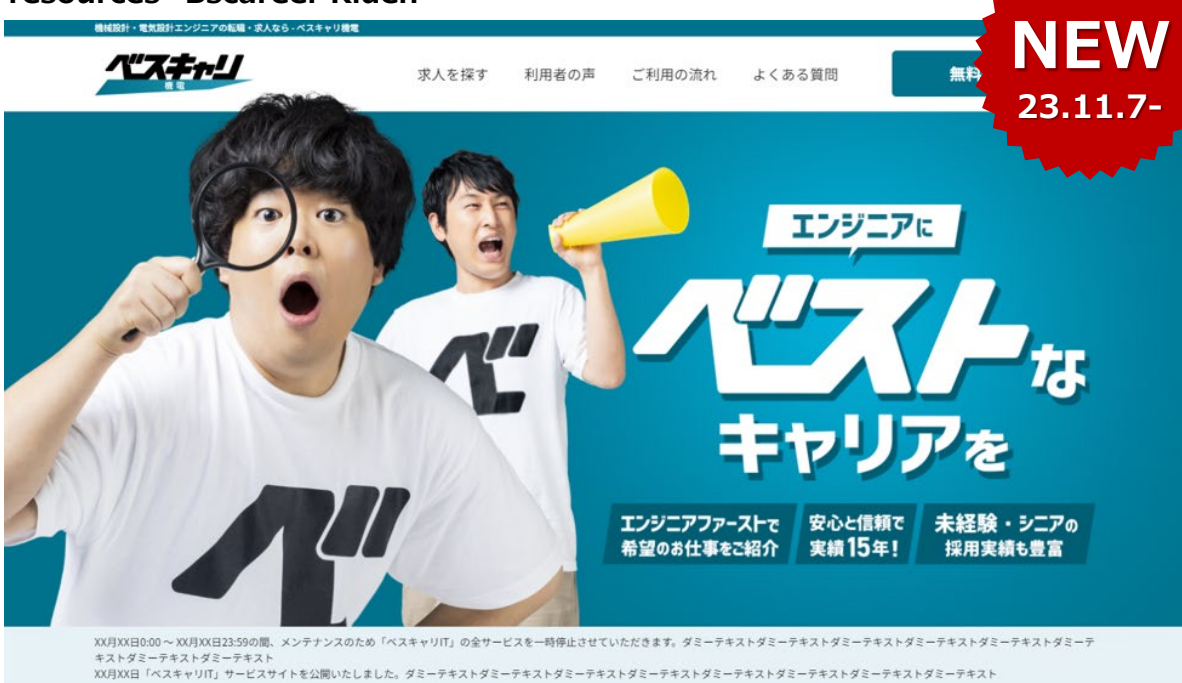 機械設計・電気設計エンジニアの転職・求人なら - ベスキャリ機電
NEW
23.11.7-
ベスキャリ
機電
求人を探す
利用者の声
ご利用の流れ
よくある質問
無料
エンジニアに
ベストな
キャリアを
エンジニアファーストで
希望のお仕事をご紹介
安心と信頼で
実績15年!
未経験・シニアの
採用実績も豊富
ベ
ベ
XX月XX日0:00 ~ XX月XX日23:59の間、メンテナンスのため「ベスキャリIT」の全サービスを一時停止させていただきます。ダミーテキストダミーテキストダミーテキストダミーテキストダミーテキストダミーテ
キストダミーテキストダミーテキスト
XX月XX日「ベスキャリIT」サービスサイトを公開いたしました。ダミーテキストダミーテキストダミーテキストダミーテキストダミーテキストダミーテキストダミーテキストダミーテキスト